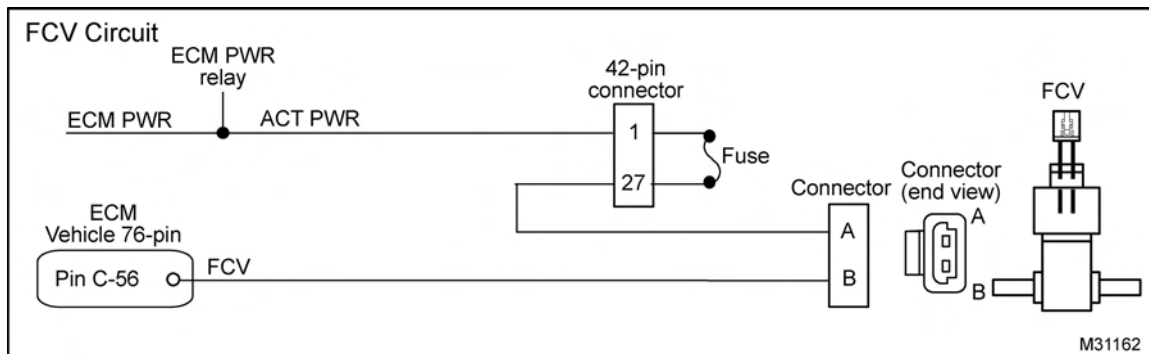 FCV Circuit
ECM PWR
relay
ECM PWR
ACT PWR
42-pin
connector
1
27
Fuse
FCV
Connector
Connector
(end view)
A
B
A
B
ECM
Vehicle 76-pin
Pin C-56
FCV
M31162